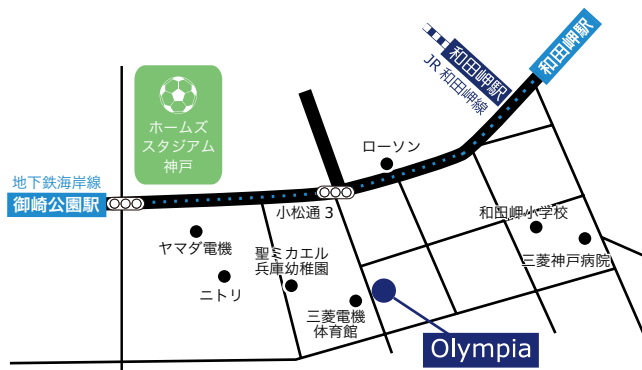 和田岬駅
和田岬駅
JR 和田岬線
ホームズ
スタジアム
神戸
ローソン
地下鉄海岸線
御崎公園駅
小松通 3
和田岬小学校
ヤマダ電機
聖ミカエル
兵庫幼稚園
三菱神戸病院
ニトリ
三菱電機
体育館
Olympia